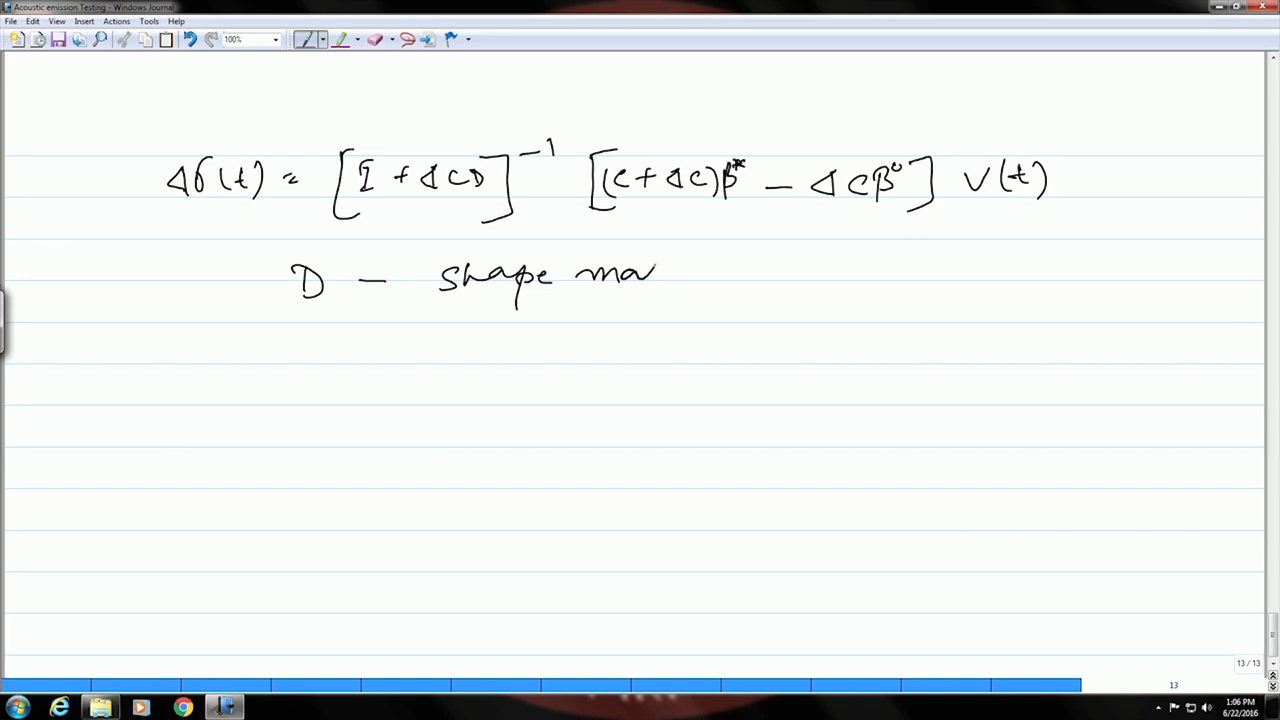 Acoustic emission Testing - Windows Journal
File Edit View Insert Actions Tools Help
100%
Δσ(t) = [I + ΔCD]⁻¹ [(C + ΔC)β* − ΔCβ⁰] V(t)
D — shape ma
13 / 13
13
1:06 PM
6/22/2016